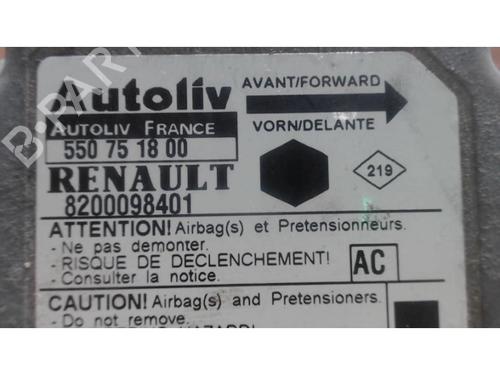 Autoliv
AVANT/FORWARD
AUTOLIV FRANCE
VORN/DELANTE
550 75 18 00
RENAULT
219
8200098401
ATTENTION! Airbag(s) et Pretensionneurs.
- Ne pas demonter.
- RISQUE DE DECLENCHEMENT!
- Consulter la notice.
AC
CAUTION! Airbag(s) and Pretensioners.
- Do not remove.
B-PARTS